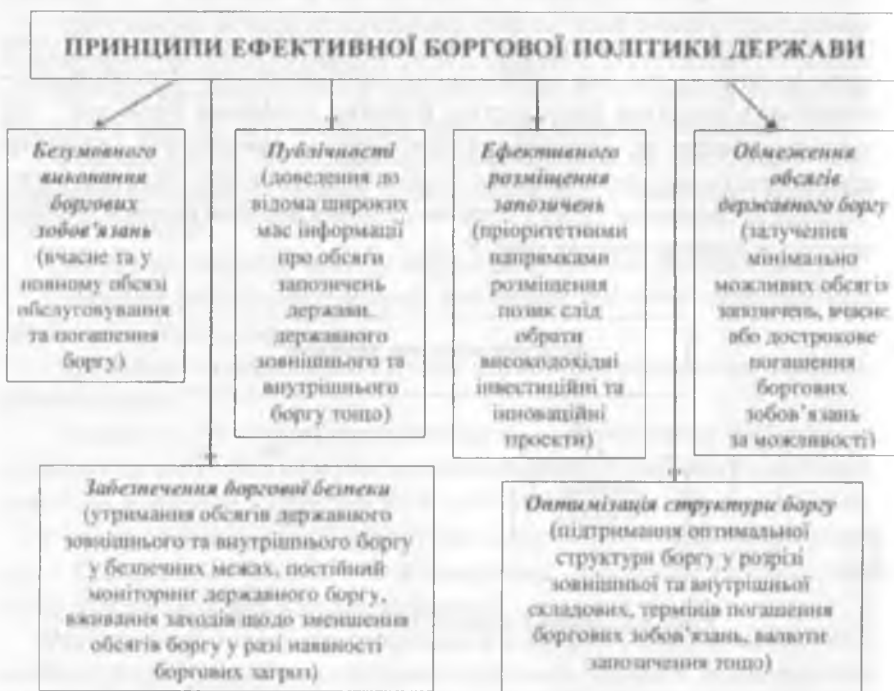 ПРИНЦИПИ ЕФЕКТИВНОЇ БОРГОВОЇ ПОЛІТИКИ ДЕРЖАВИ
Безумовного
виконання
боргових
зобов’язань
(вчасне та у
повному обсязі
обслуговування
та погашення
боргу)
Публічності
(доведення до
відома широких
мас інформації
про обсяги
запозичень
держави,
державного
зовнішнього та
внутрішнього
боргу тощо)
Ефективного
розміщення
запозичень
(пріоритетними
напрямками
розміщення
позик слід
обрати
високодохідні
інвестиційні та
інноваційні
проекти)
Обмеження
обсягів
державного боргу
(залучення
мінімально
можливих обсягів
запозичень, вчасне
або дострокове
погашення
боргових
зобов’язань
за можливості)
Забезпечення боргової безпеки
(утримання обсягів державного
зовнішнього та внутрішнього боргу
у безпечних межах, постійний
моніторинг державного боргу,
вживання заходів щодо зменшення
обсягів боргу у разі наявності
боргових загроз)
Оптимізація структури боргу
(підтримання оптимальної
структури боргу у розрізі
зовнішньої та внутрішньої
складових, термінів погашення
боргових зобов’язань, валюти
запозичення тощо)